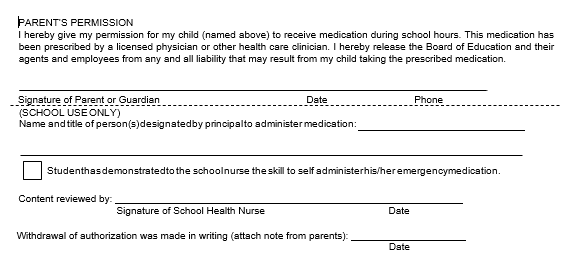 PARENT'S PERMISSION
I hereby give my permission for my child (named above) to receive medication during school hours. This medication has
been prescribed by a licensed physician or other health care clinician. I hereby release the Board of Education and their
agents and employees from any and all liability that may result from my child taking the prescribed medication.
Signature of Parent or Guardian Date Phone
(SCHOOL USE ONLY)
Name and title of person(s) designated by principal to administer medication:
Student has demonstrated to the school nurse the skill to self administer his/her emergency medication.
Content reviewed by:
Signature of School Health Nurse Date
Withdrawal of authorization was made in writing (attach note from parents):
Date